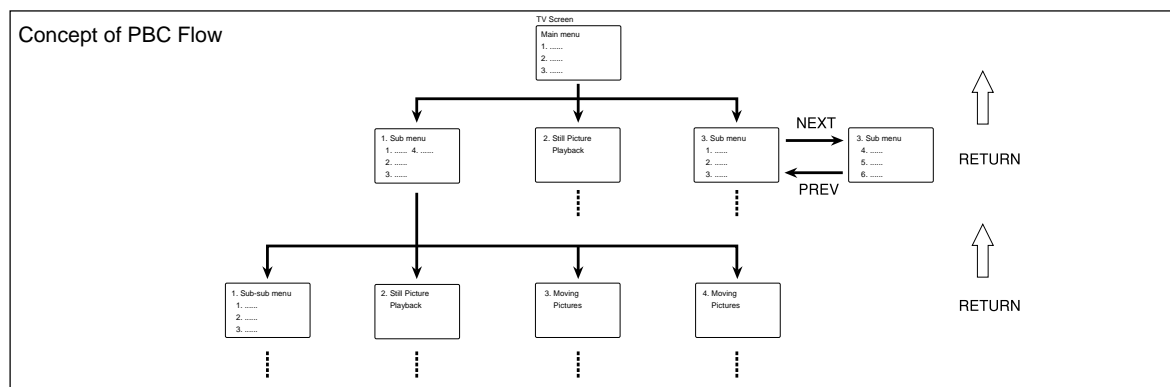 Concept of PBC Flow
TV Screen
Main menu
1. ......
2. ......
3. ......
1. Sub menu
1. ...... 4. ......
2. ......
3. ......
2. Still Picture
Playback
3. Sub menu
1. ......
2. ......
3. ......
NEXT
PREV
3. Sub menu
4. ......
5. ......
6. ......
RETURN
1. Sub-sub menu
1. ......
2. ......
3. ......
2. Still Picture
Playback
3. Moving
Pictures
4. Moving
Pictures
RETURN